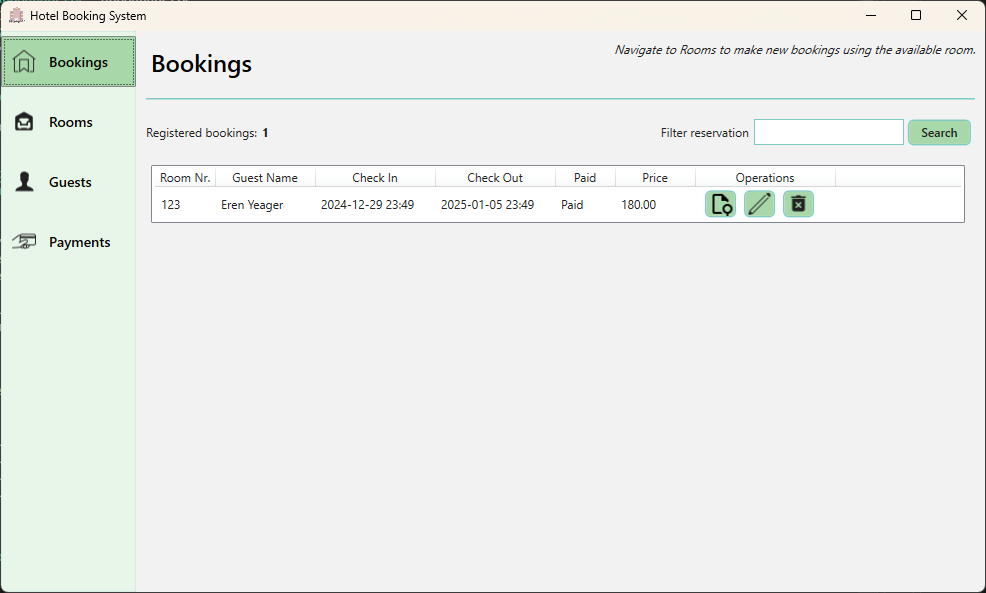 Hotel Booking System
Bookings
Rooms
Guests
Payments
Bookings
Navigate to Rooms to make new bookings using the available room.
Registered bookings: 1
Filter reservation
Search
Room Nr. Guest Name Check In Check Out Paid Price Operations
123 Eren Yeager 2024-12-29 23:49 2025-01-05 23:49 Paid 180.00